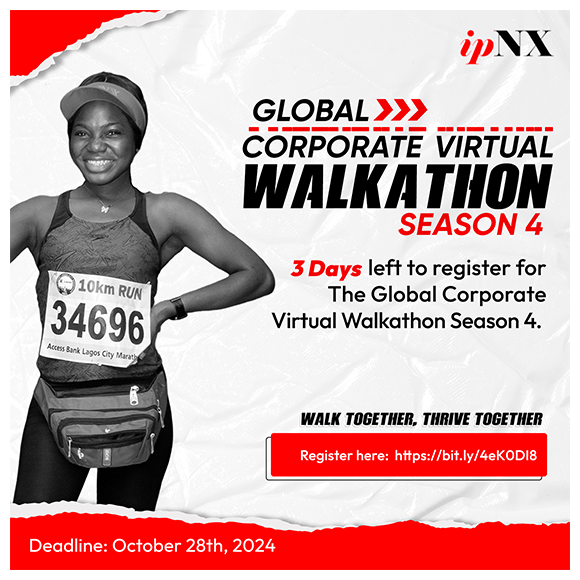 ipNX
GLOBAL
CORPORATE VIRTUAL
WALKATHON
SEASON 4
3 Days left to register for
The Global Corporate
Virtual Walkathon Season 4.
10km RUN
34696
Access Bank Lagos City Marath
WALK TOGETHER, THRIVE TOGETHER
Register here: https://bit.ly/4eK0DI8
Deadline: October 28th, 2024